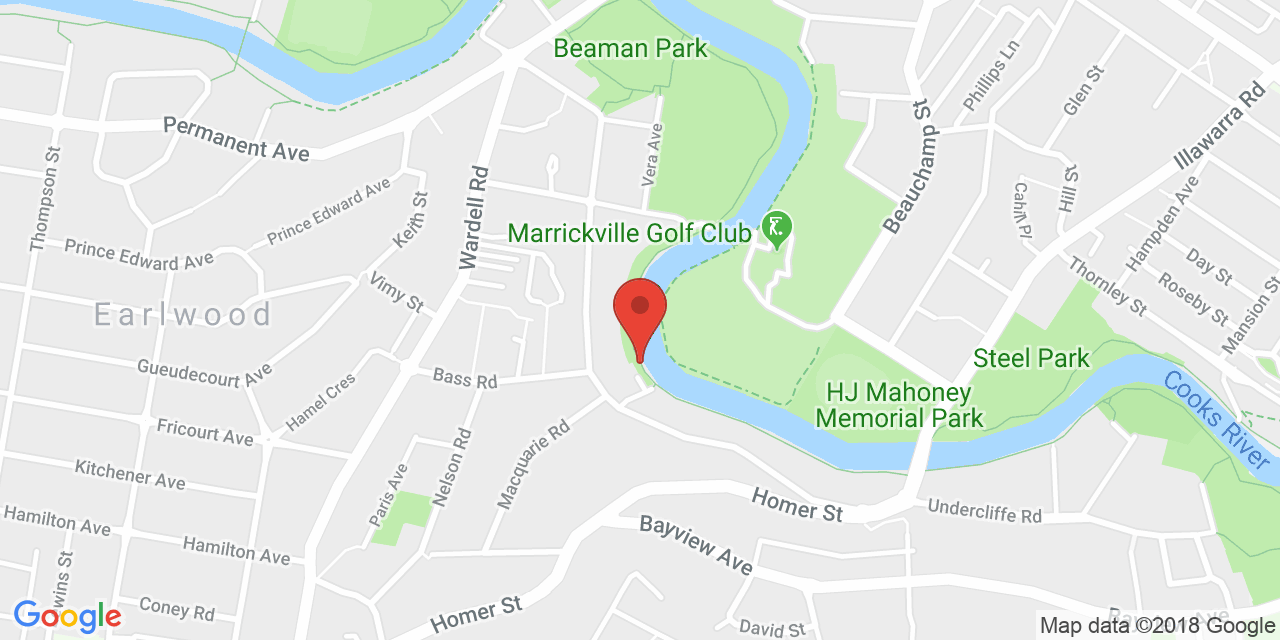 Beaman Park
Phillips Ln
Glen St
Illawarra Rd
Permanent Ave
Beauchamp St
Vera Ave
Thompson St
Wardell Rd
Prince Edward Ave
Keith St
Cahill Pl
Hill St
Hampden Ave
Marrickville Golf Club
Prince Edward Ave
Day St
Roseby St
Thornley St
Mansion St
Vimy St
Earlwood
Steel Park
Gueudecourt Ave
Bass Rd
Hamel Cres
HJ Mahoney
Memorial Park
Cooks River
Fricourt Ave
Macquarie Rd
Nelson Rd
Kitchener Ave
Paris Ave
Homer St
Undercliffe Rd
Hamilton Ave
Hamilton Ave
Bayview Ave
Coney Rd
Homer St
David St
Google
Map data ©2018 Google